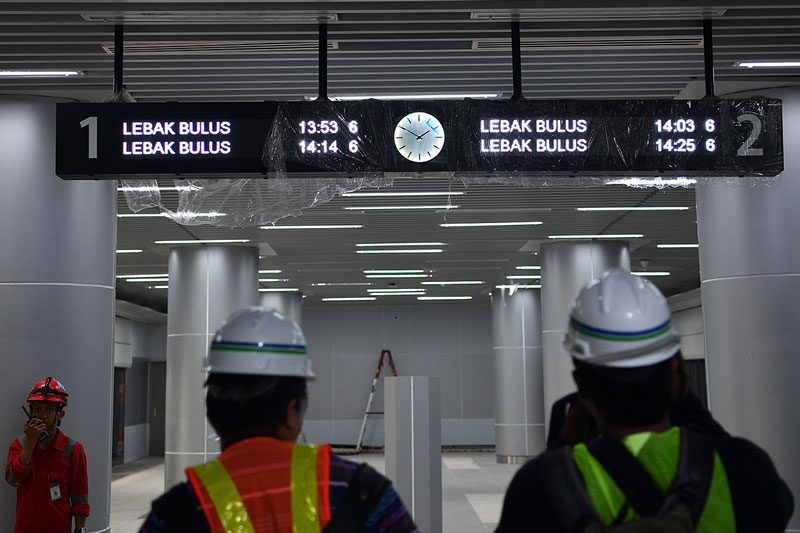 1 LEBAK BULUS 13:53 6
LEBAK BULUS 14:14 6
LEBAK BULUS 14:03 6 2
LEBAK BULUS 14:25 6